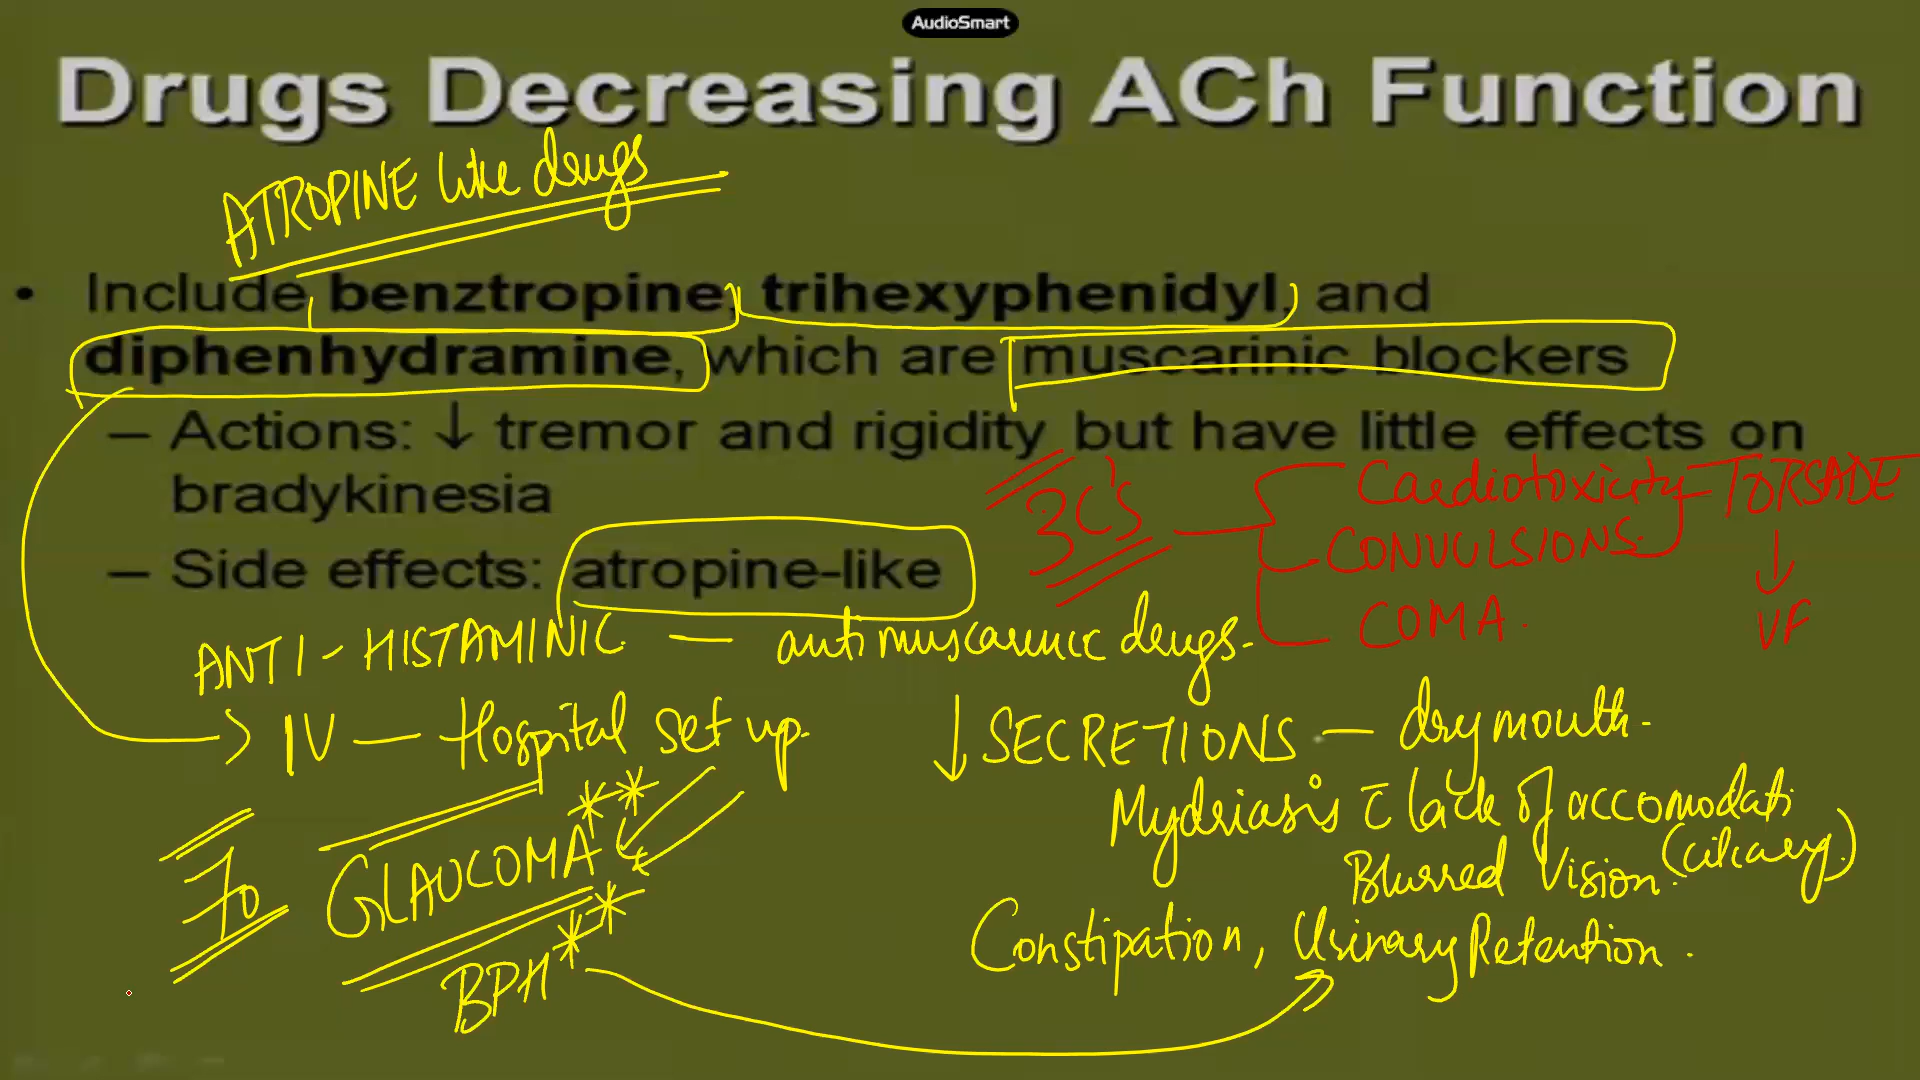 AudioSmart
Drugs Decreasing ACh Function
ATROPINE like drugs
• Include benztropine, trihexyphenidyl, and
diphenhydramine, which are muscarinic blockers
– Actions: ↓ tremor and rigidity but have little effects on
bradykinesia
– Side effects: atropine-like
3C's
Cardiotoxicity – TORSADE
CONVULSIONS.
↓
COMA.
VF
ANTI-HISTAMINIC. — antimuscarinic drugs.
IV — Hospital set up.
↓ SECRETIONS — dry mouth.
Mydriasis c̄ lack of accomodati
(ciliary.)
Blurred Vision.
70
GLAUCOMA **
Constipation, Urinary Retention.
BPH **